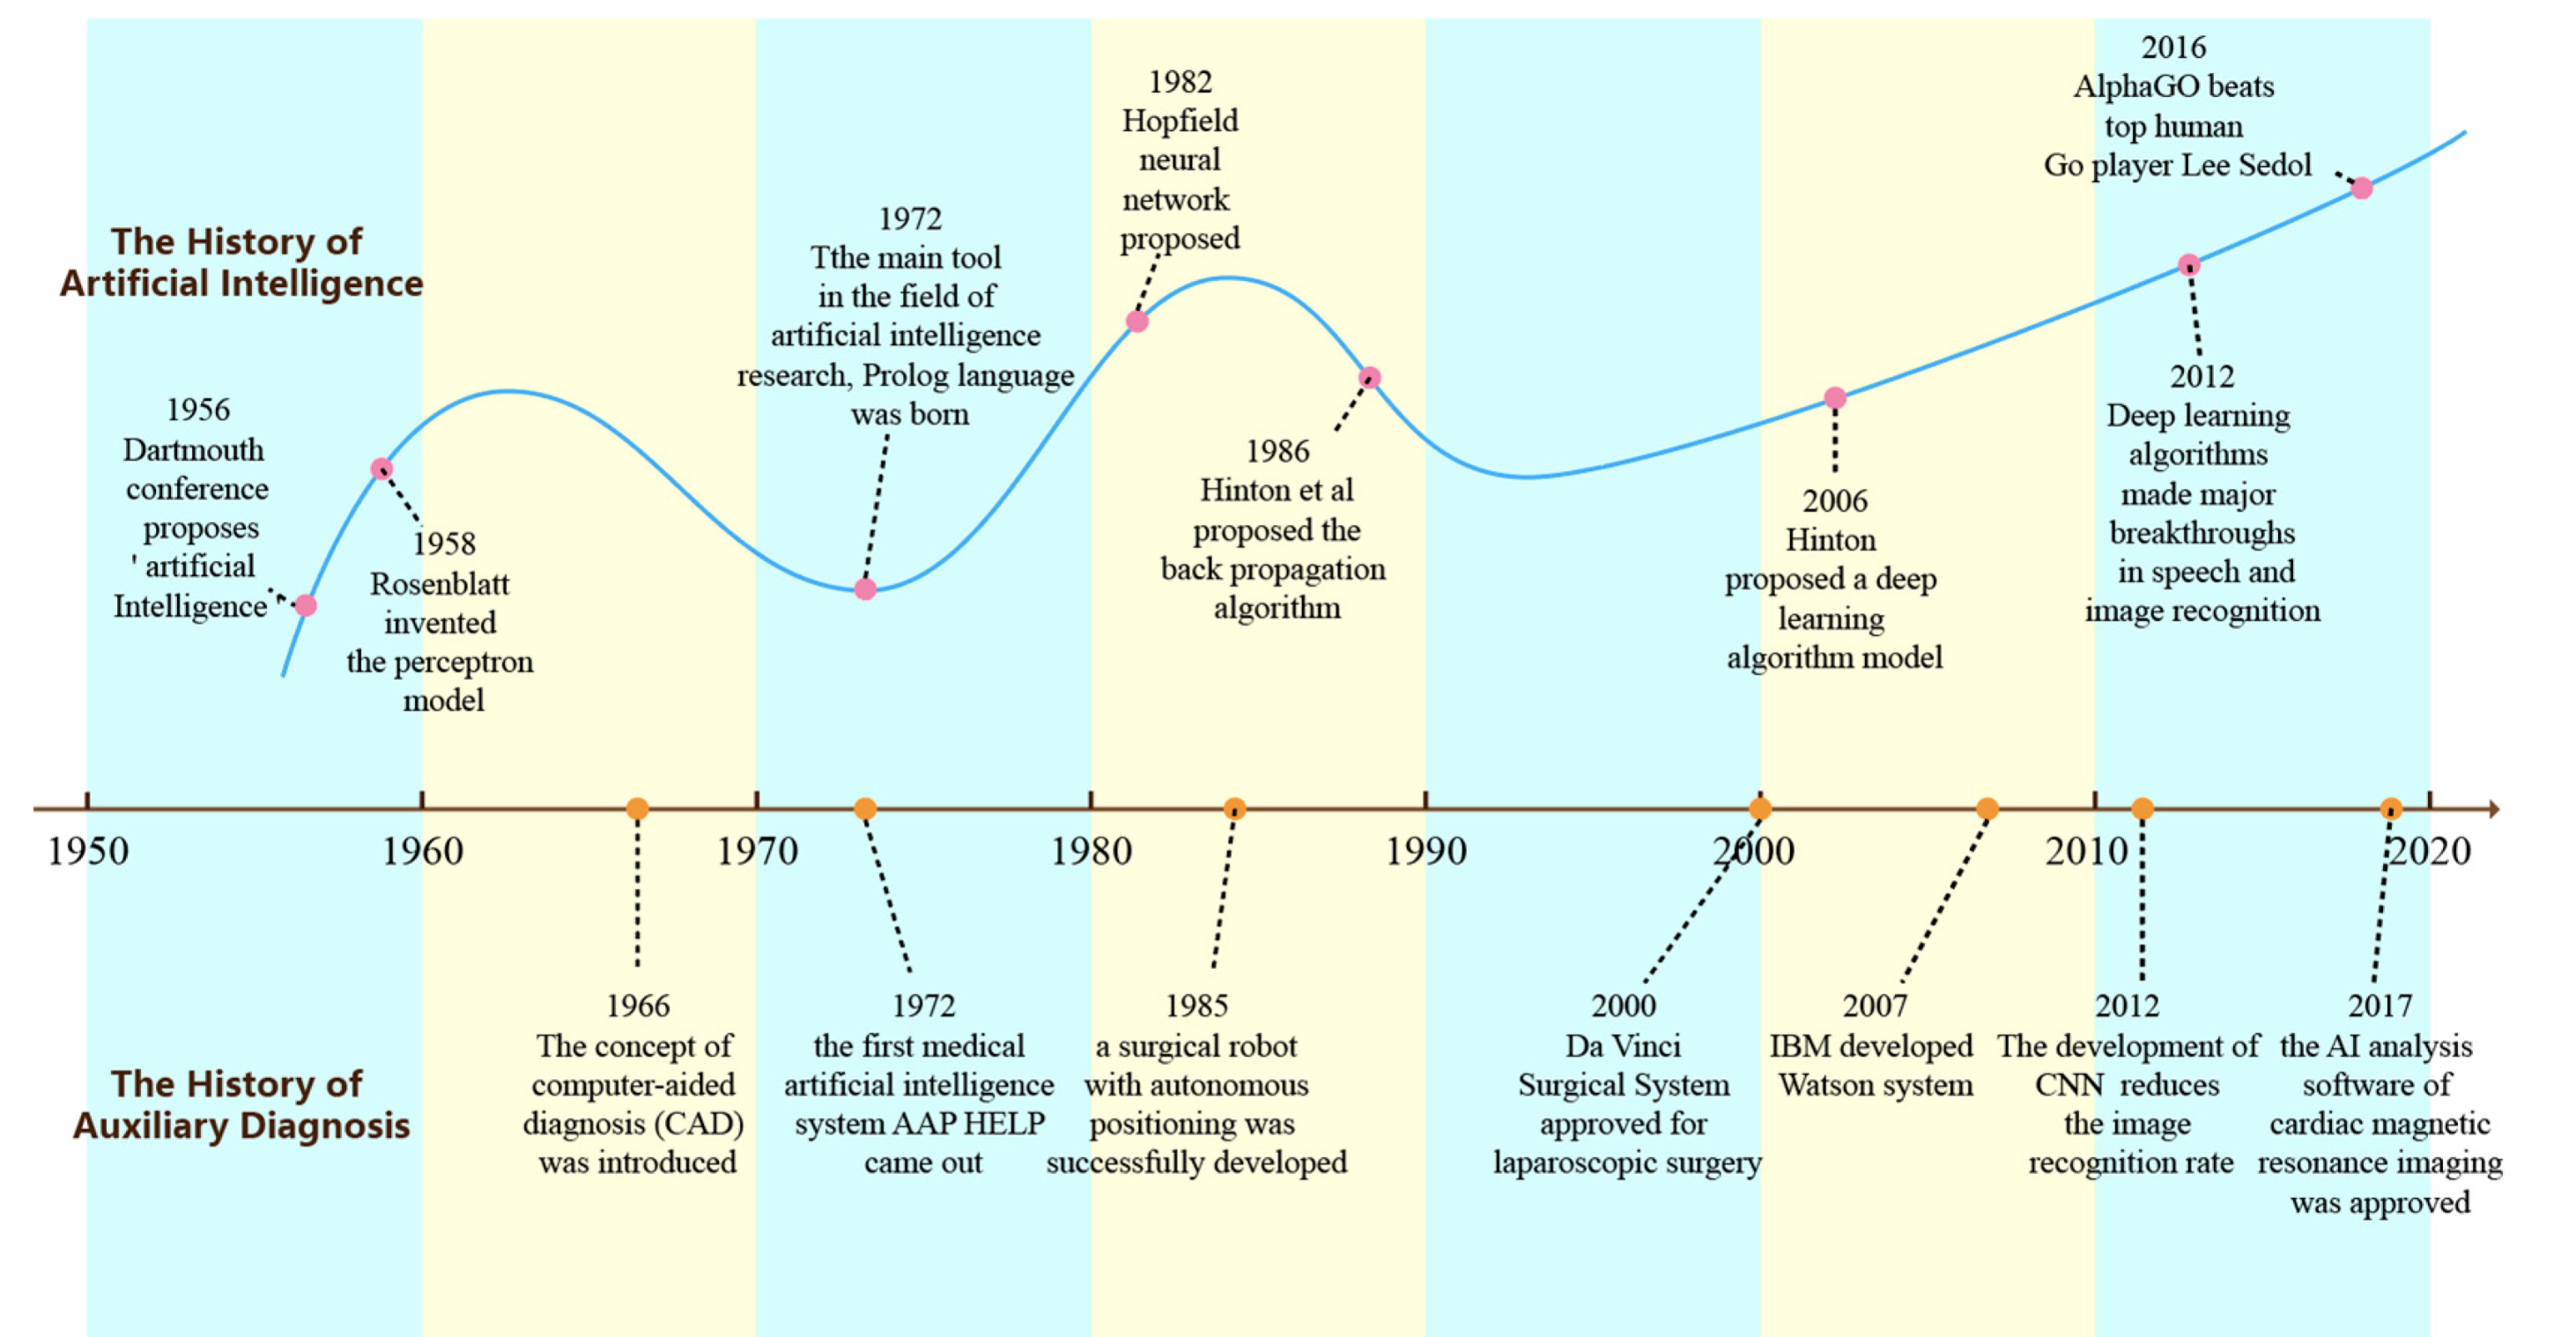 The History of
Artificial Intelligence
1956
Dartmouth
conference
proposes
' artificial
Intelligence '
1958
Rosenblatt
invented
the perceptron
model
1972
Tthe main tool
in the field of
artificial intelligence
research, Prolog language
was born
1982
Hopfield
neural
network
proposed
1986
Hinton et al
proposed the
back propagation
algorithm
2006
Hinton
proposed a deep
learning
algorithm model
2012
Deep learning
algorithms
made major
breakthroughs
in speech and
image recognition
2016
AlphaGO beats
top human
Go player Lee Sedol
1950
1960
1970
1980
1990
2000
2010
2020
The History of
Auxiliary Diagnosis
1966
The concept of
computer-aided
diagnosis (CAD)
was introduced
1972
the first medical
artificial intelligence
system AAP HELP
came out
1985
a surgical robot
with autonomous
positioning was
successfully developed
2000
Da Vinci
Surgical System
approved for
laparoscopic surgery
2007
IBM developed
Watson system
2012
The development of
CNN reduces
the image
recognition rate
2017
the AI analysis
software of
cardiac magnetic
resonance imaging
was approved